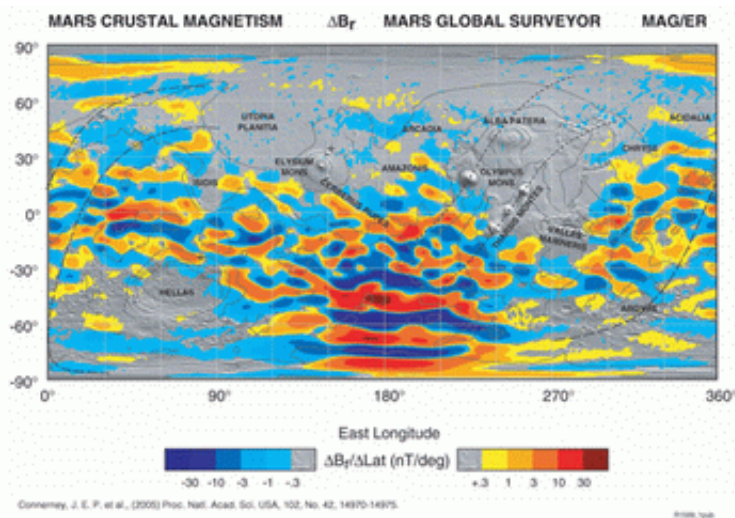 MARS CRUSTAL MAGNETISM ΔBr MARS GLOBAL SURVEYOR MAG/ER
90°
60°
30°
0°
-30°
-60°
-90°
UTOPIA
PLANITIA
ARCADIA
ALBA PATERA
ACIDALIA
ELYSIUM
MONS
ISIDIS
AMAZONIS
OLYMPUS
MONS
CHRYSE
CERBERUS RUPES
THARSIS MONTES
VALLES
MARINERIS
HELLAS
ARGYRE
0° 90° 180° 270° 360°
East Longitude
ΔBr/ΔLat (nT/deg)
-30 -10 -3 -1 -.3
+.3 1 3 10 30
Connerney, J. E. P. et al., (2005) Proc. Natl. Acad. Sci. USA, 102, No. 42, 14970-14975.